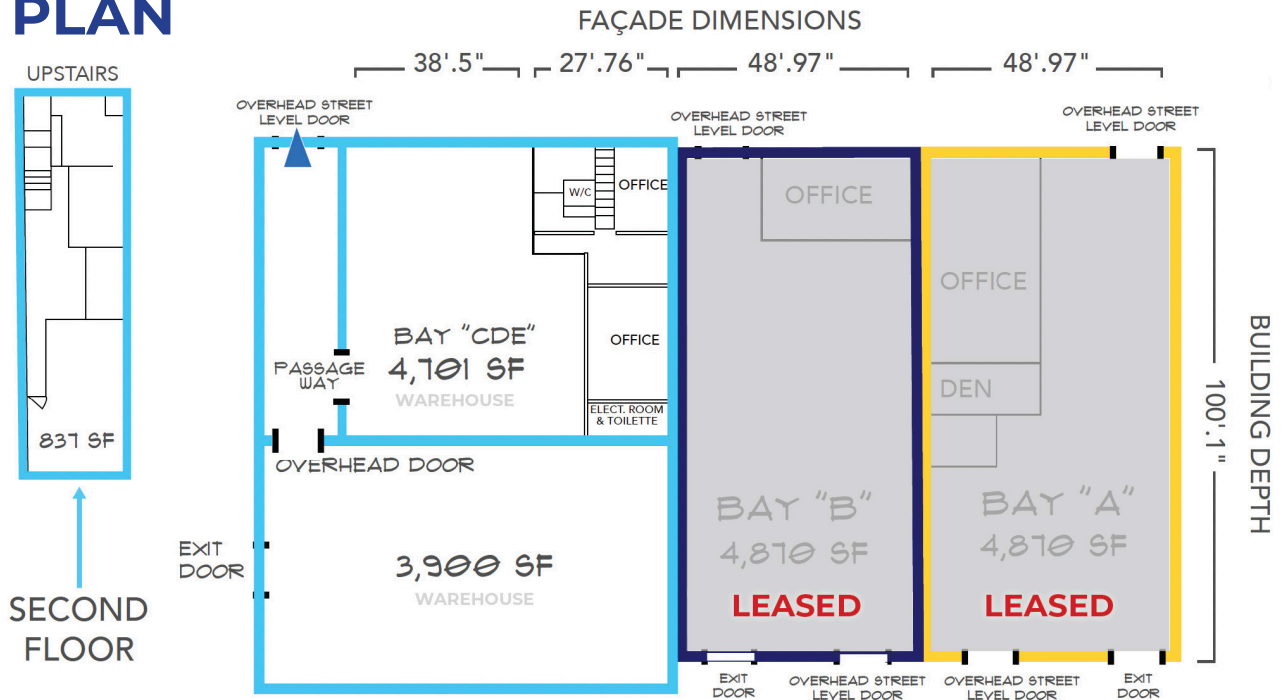 PLAN
FAÇADE DIMENSIONS
38'.5"
27'.76"
48'.97"
48'.97"
UPSTAIRS
OVERHEAD STREET
LEVEL DOOR
OVERHEAD STREET
LEVEL DOOR
OVERHEAD STREET
LEVEL DOOR
W/C
OFFICE
OFFICE
OFFICE
BAY "CDE"
4,701 SF
WAREHOUSE
OFFICE
PASSAGE
WAY
DEN
ELECT. ROOM
& TOILETTE
837 SF
OVERHEAD DOOR
BUILDING DEPTH
100'.1"
BAY "B"
4,870 SF
LEASED
BAY "A"
4,870 SF
LEASED
EXIT
DOOR
3,900 SF
WAREHOUSE
SECOND
FLOOR
EXIT
DOOR
OVERHEAD STREET
LEVEL DOOR
OVERHEAD STREET
LEVEL DOOR
EXIT
DOOR